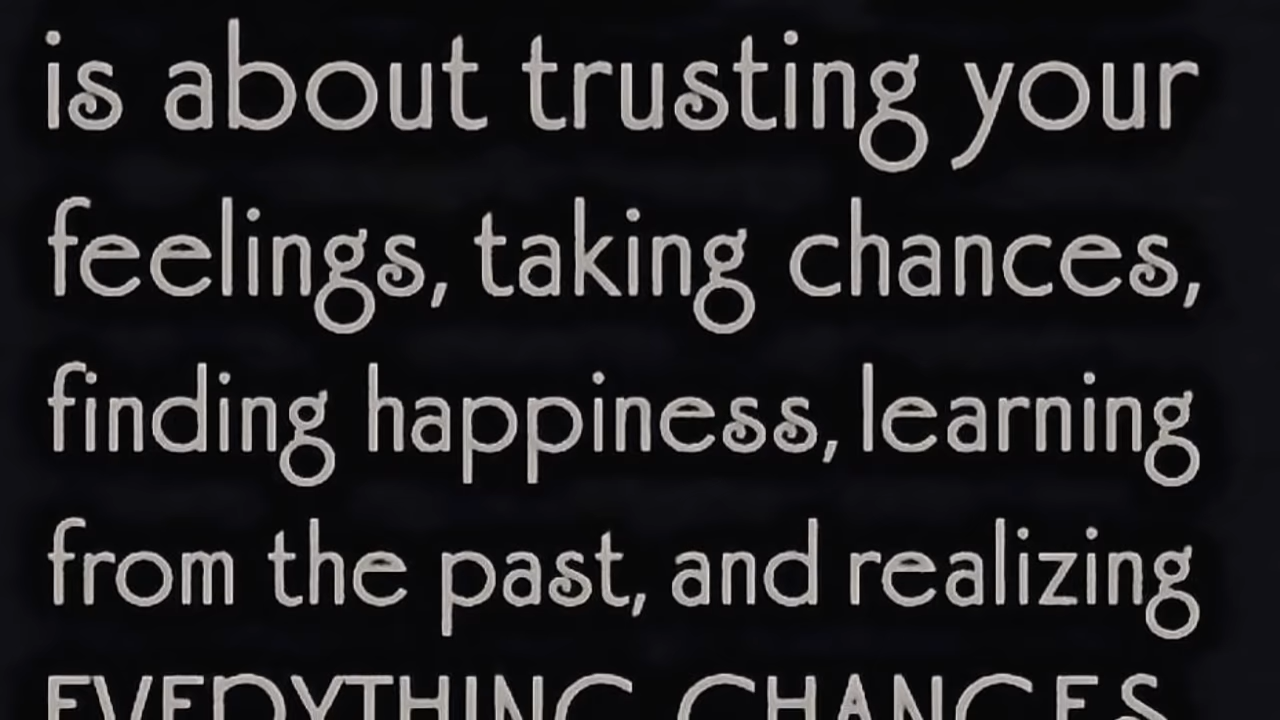 is about trusting your
feelings, taking chances,
finding happiness, learning
from the past, and realizing
EVERYTHING CHANGES